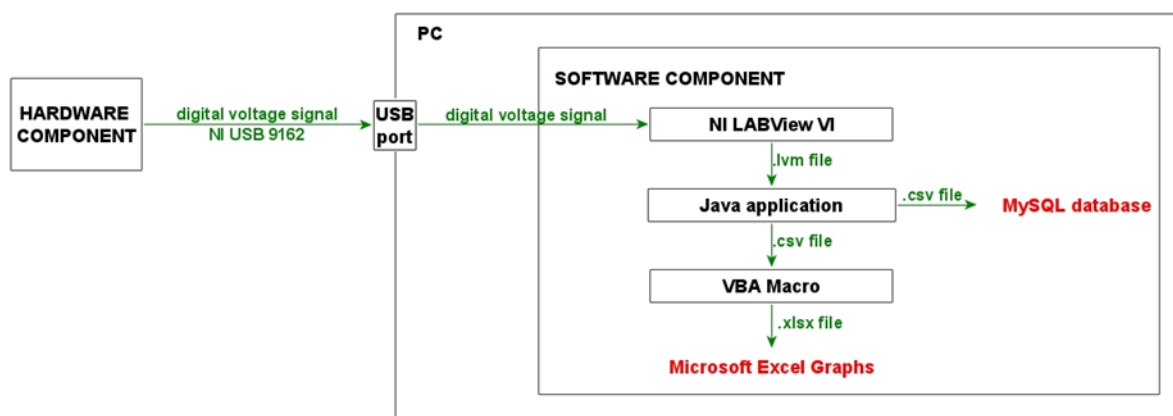 PC
SOFTWARE COMPONENT
HARDWARE
COMPONENT
digital voltage signal
NI USB 9162
USB
port
digital voltage signal
NI LABView VI
.lvm file
Java application
.csv file
MySQL database
.csv file
VBA Macro
.xlsx file
Microsoft Excel Graphs